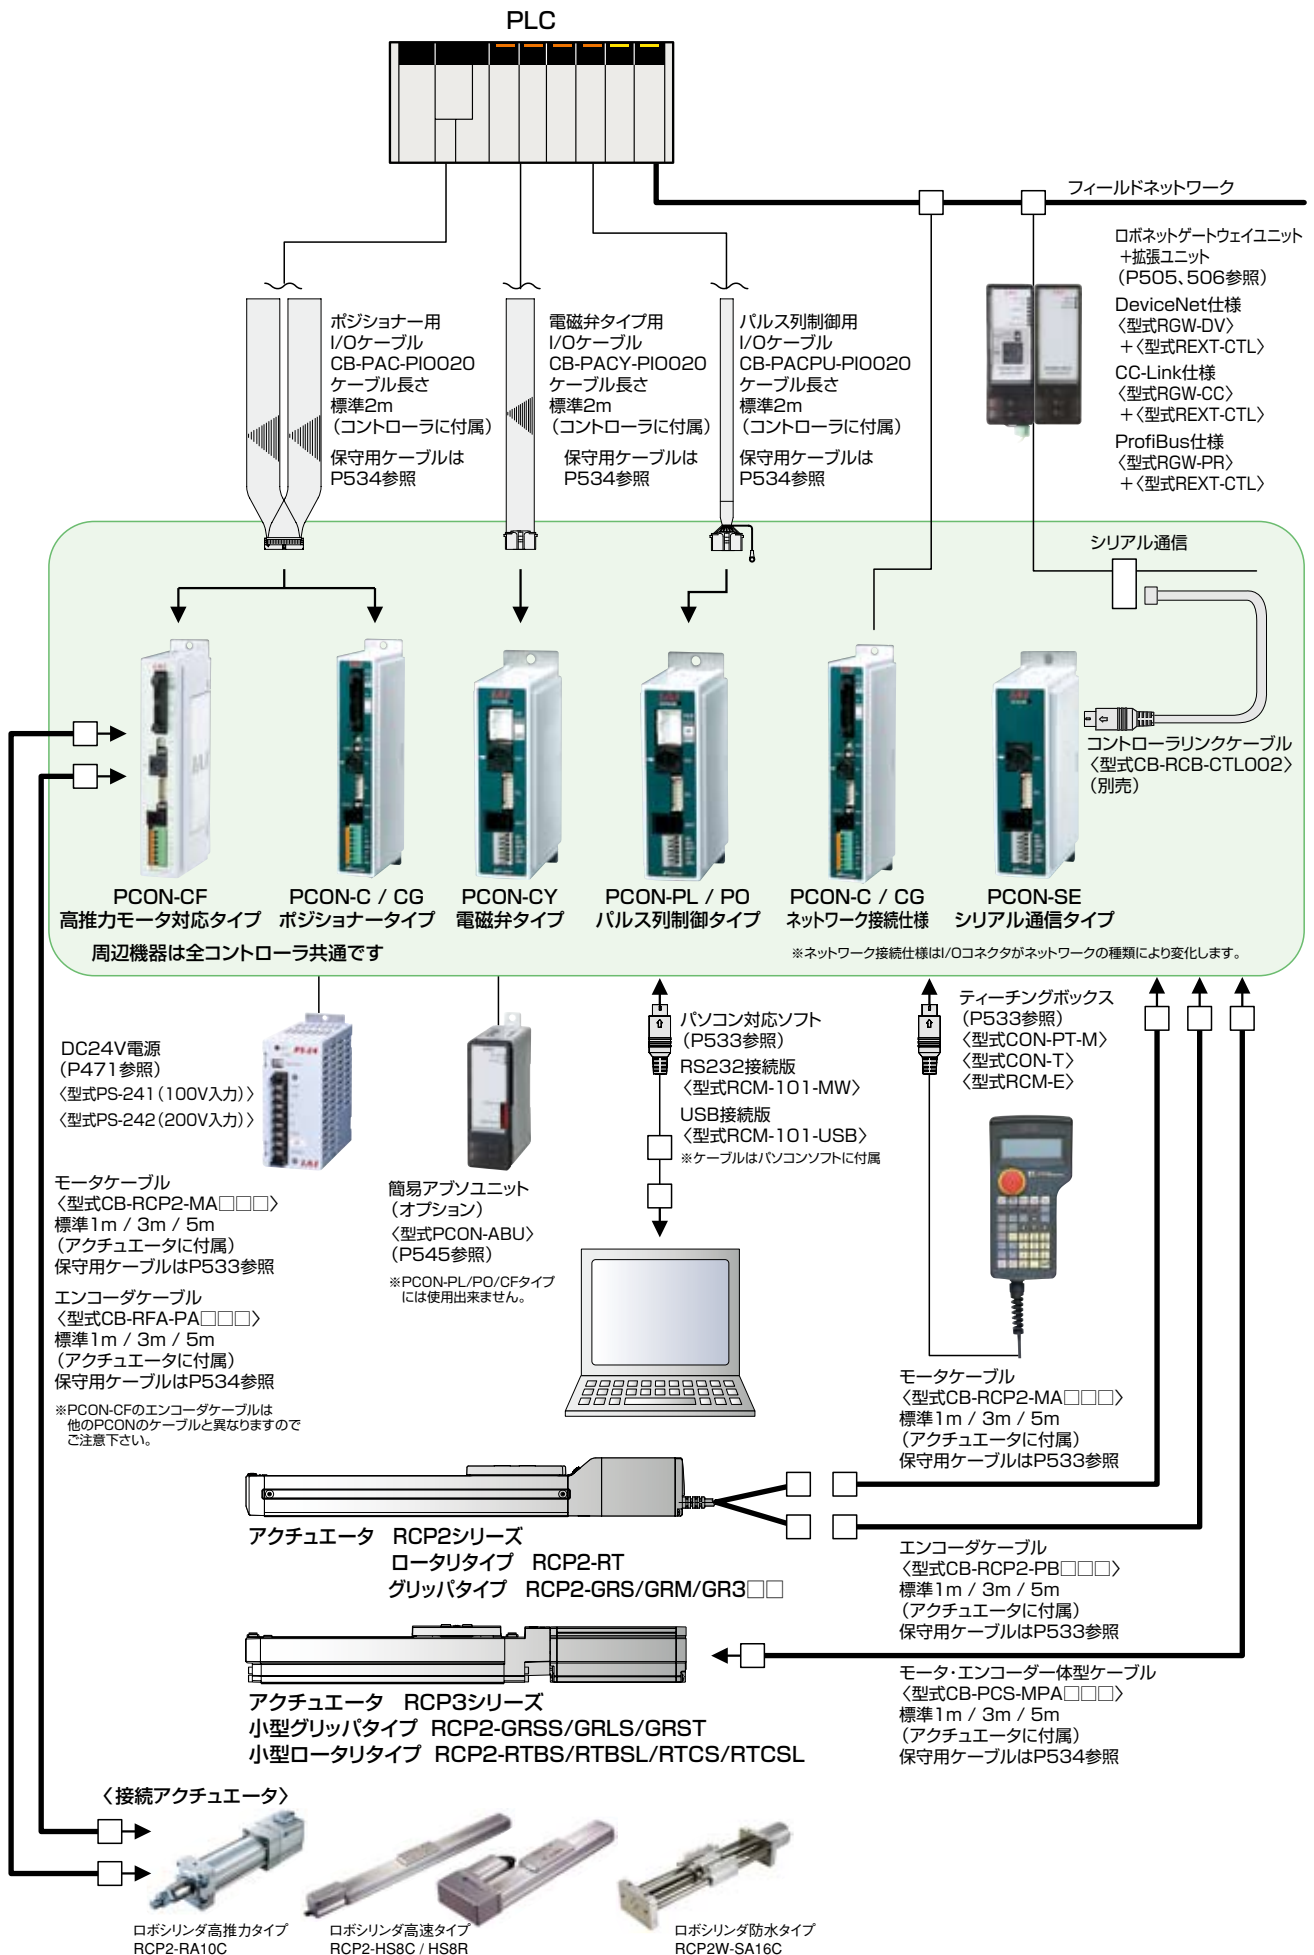 PLC
フィールドネットワーク
ロボネットゲートウェイユニット
+拡張ユニット
（P505、506参照）
DeviceNet仕様
〈型式RGW-DV〉
+〈型式REXT-CTL〉
CC-Link仕様
〈型式RGW-CC〉
+〈型式REXT-CTL〉
ProfiBus仕様
〈型式RGW-PR〉
+〈型式REXT-CTL〉
ポジショナー用
I/Oケーブル
CB-PAC-PIO020
ケーブル長さ
標準2m
（コントローラに付属）
保守用ケーブルは
P534参照
電磁弁タイプ用
I/Oケーブル
CB-PACY-PIO020
ケーブル長さ
標準2m
（コントローラに付属）
保守用ケーブルは
P534参照
パルス列制御用
I/Oケーブル
CB-PACPU-PIO020
ケーブル長さ
標準2m
（コントローラに付属）
保守用ケーブルは
P534参照
シリアル通信
コントローラリンクケーブル
〈型式CB-RCB-CTL002〉
（別売）
PCON-CF
高推力モータ対応タイプ
PCON-C / CG
ポジショナータイプ
PCON-CY
電磁弁タイプ
PCON-PL / PO
パルス列制御タイプ
PCON-C / CG
ネットワーク接続仕様
PCON-SE
シリアル通信タイプ
周辺機器は全コントローラ共通です
※ネットワーク接続仕様はI/Oコネクタがネットワークの種類により変化します。
DC24V電源
（P471参照）
〈型式PS-241（100V入力）〉
〈型式PS-242（200V入力）〉
PS-24
簡易アブソユニット
（オプション）
〈型式PCON-ABU〉
（P545参照）
※PCON-PL/PO/CFタイプ
には使用出来ません。
パソコン対応ソフト
（P533参照）
RS232接続版
〈型式RCM-101-MW〉
USB接続版
〈型式RCM-101-USB〉
※ケーブルはパソコンソフトに付属
ティーチングボックス
（P533参照）
〈型式CON-PT-M〉
〈型式CON-T〉
〈型式RCM-E〉
モータケーブル
〈型式CB-RCP2-MA□□□〉
標準1m / 3m / 5m
（アクチュエータに付属）
保守用ケーブルはP533参照
エンコーダケーブル
〈型式CB-RFA-PA□□□〉
標準1m / 3m / 5m
（アクチュエータに付属）
保守用ケーブルはP534参照
※PCON-CFのエンコーダケーブルは
他のPCONのケーブルと異なりますので
ご注意下さい。
モータケーブル
〈型式CB-RCP2-MA□□□〉
標準1m / 3m / 5m
（アクチュエータに付属）
保守用ケーブルはP533参照
アクチュエータ　RCP2シリーズ
ロータリタイプ　RCP2-RT
グリッパタイプ　RCP2-GRS/GRM/GR3□□
エンコーダケーブル
〈型式CB-RCP2-PB□□□〉
標準1m / 3m / 5m
（アクチュエータに付属）
保守用ケーブルはP533参照
アクチュエータ　RCP3シリーズ
小型グリッパタイプ RCP2-GRSS/GRLS/GRST
小型ロータリタイプ RCP2-RTBS/RTBSL/RTCS/RTCSL
モータ・エンコーダ一体型ケーブル
〈型式CB-PCS-MPA□□□〉
標準1m / 3m / 5m
（アクチュエータに付属）
保守用ケーブルはP534参照
〈接続アクチュエータ〉
ロボシリンダ高推力タイプ
RCP2-RA10C
ロボシリンダ高速タイプ
RCP2-HS8C / HS8R
ロボシリンダ防水タイプ
RCP2W-SA16C